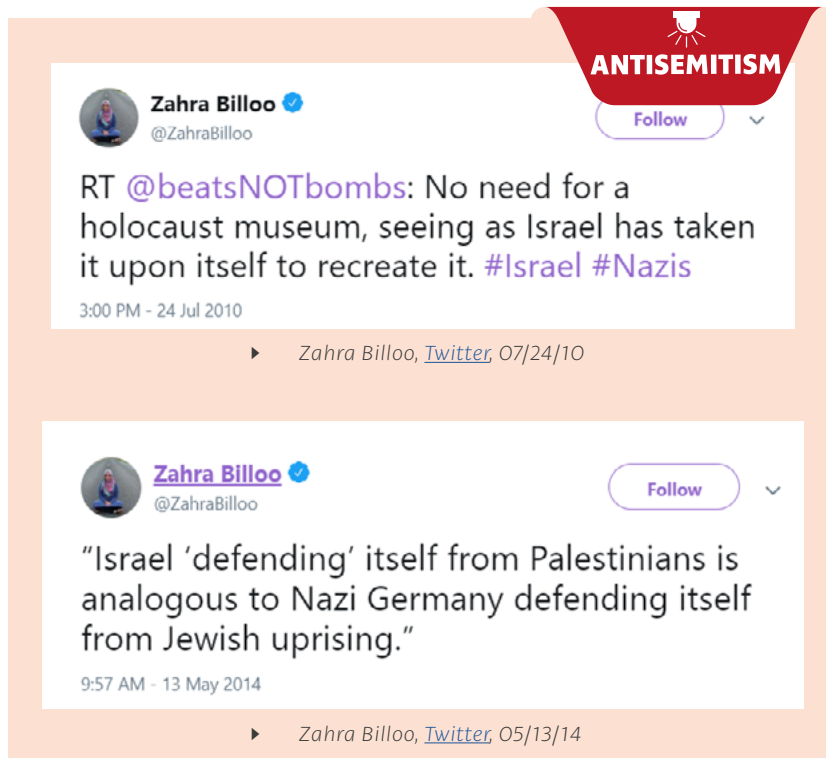 ANTISEMITISM
Zahra Billoo
@ZahraBilloo
Follow
RT @beatsNOTbombs: No need for a
holocaust museum, seeing as Israel has taken
it upon itself to recreate it. #Israel #Nazis
3:00 PM - 24 Jul 2010
Zahra Billoo, Twitter, 07/24/10
Zahra Billoo
@ZahraBilloo
Follow
“Israel ‘defending’ itself from Palestinians is
analogous to Nazi Germany defending itself
from Jewish uprising.”
9:57 AM - 13 May 2014
Zahra Billoo, Twitter, 05/13/14